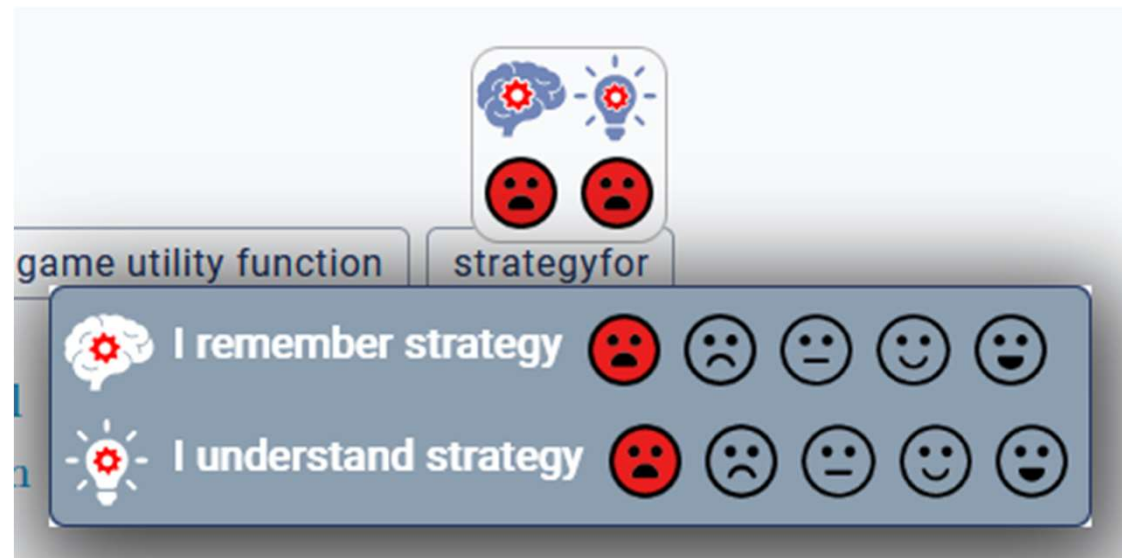 game utility function strategyfor
I remember strategy
I understand strategy